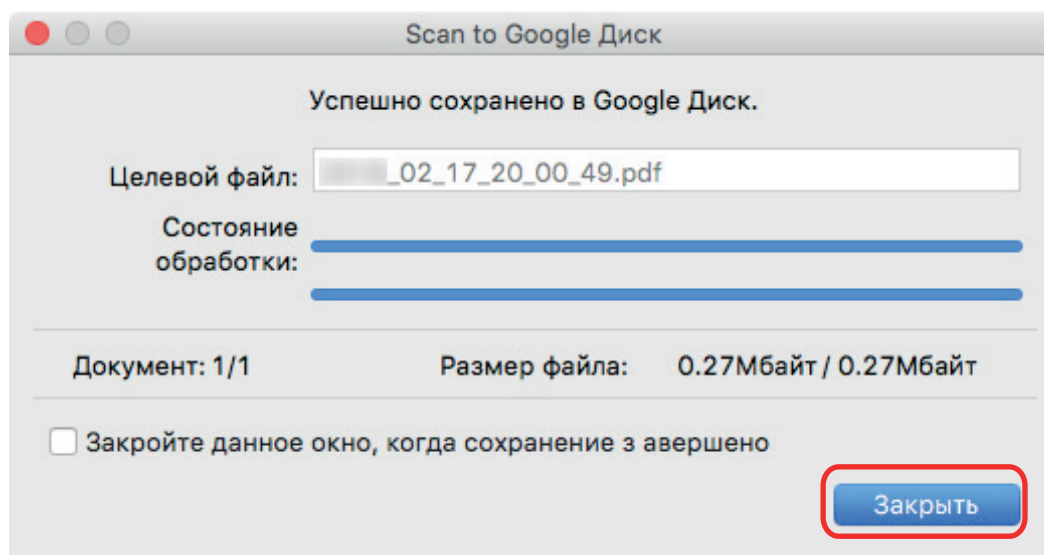 Scan to Google Диск
Успешно сохранено в Google Диск.
Целевой файл: _02_17_20_00_49.pdf
Состояние
обработки:
Документ: 1/1 Размер файла: 0.27Мбайт / 0.27Мбайт
Закройте данное окно, когда сохранение з авершено
Закрыть